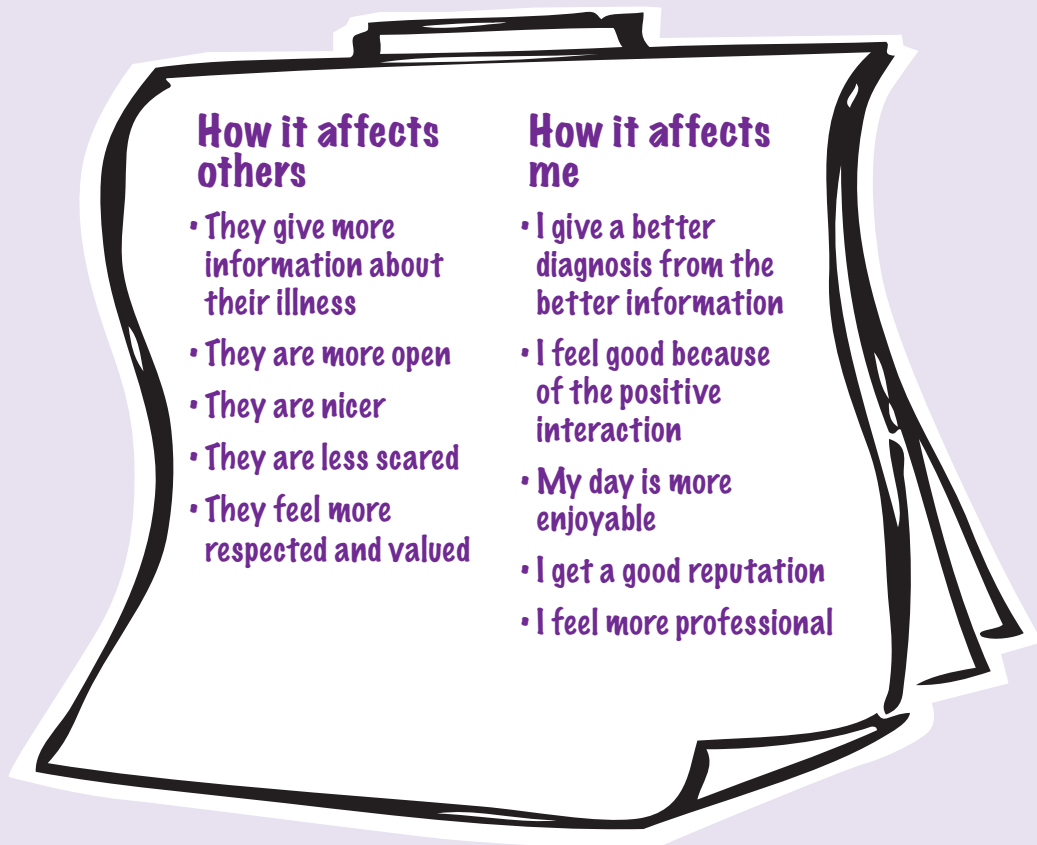 How it affects
others
• They give more
information about
their illness
• They are more open
• They are nicer
• They are less scared
• They feel more
respected and valued
How it affects
me
• I give a better
diagnosis from the
better information
• I feel good because
of the positive
interaction
• My day is more
enjoyable
• I get a good reputation
• I feel more professional